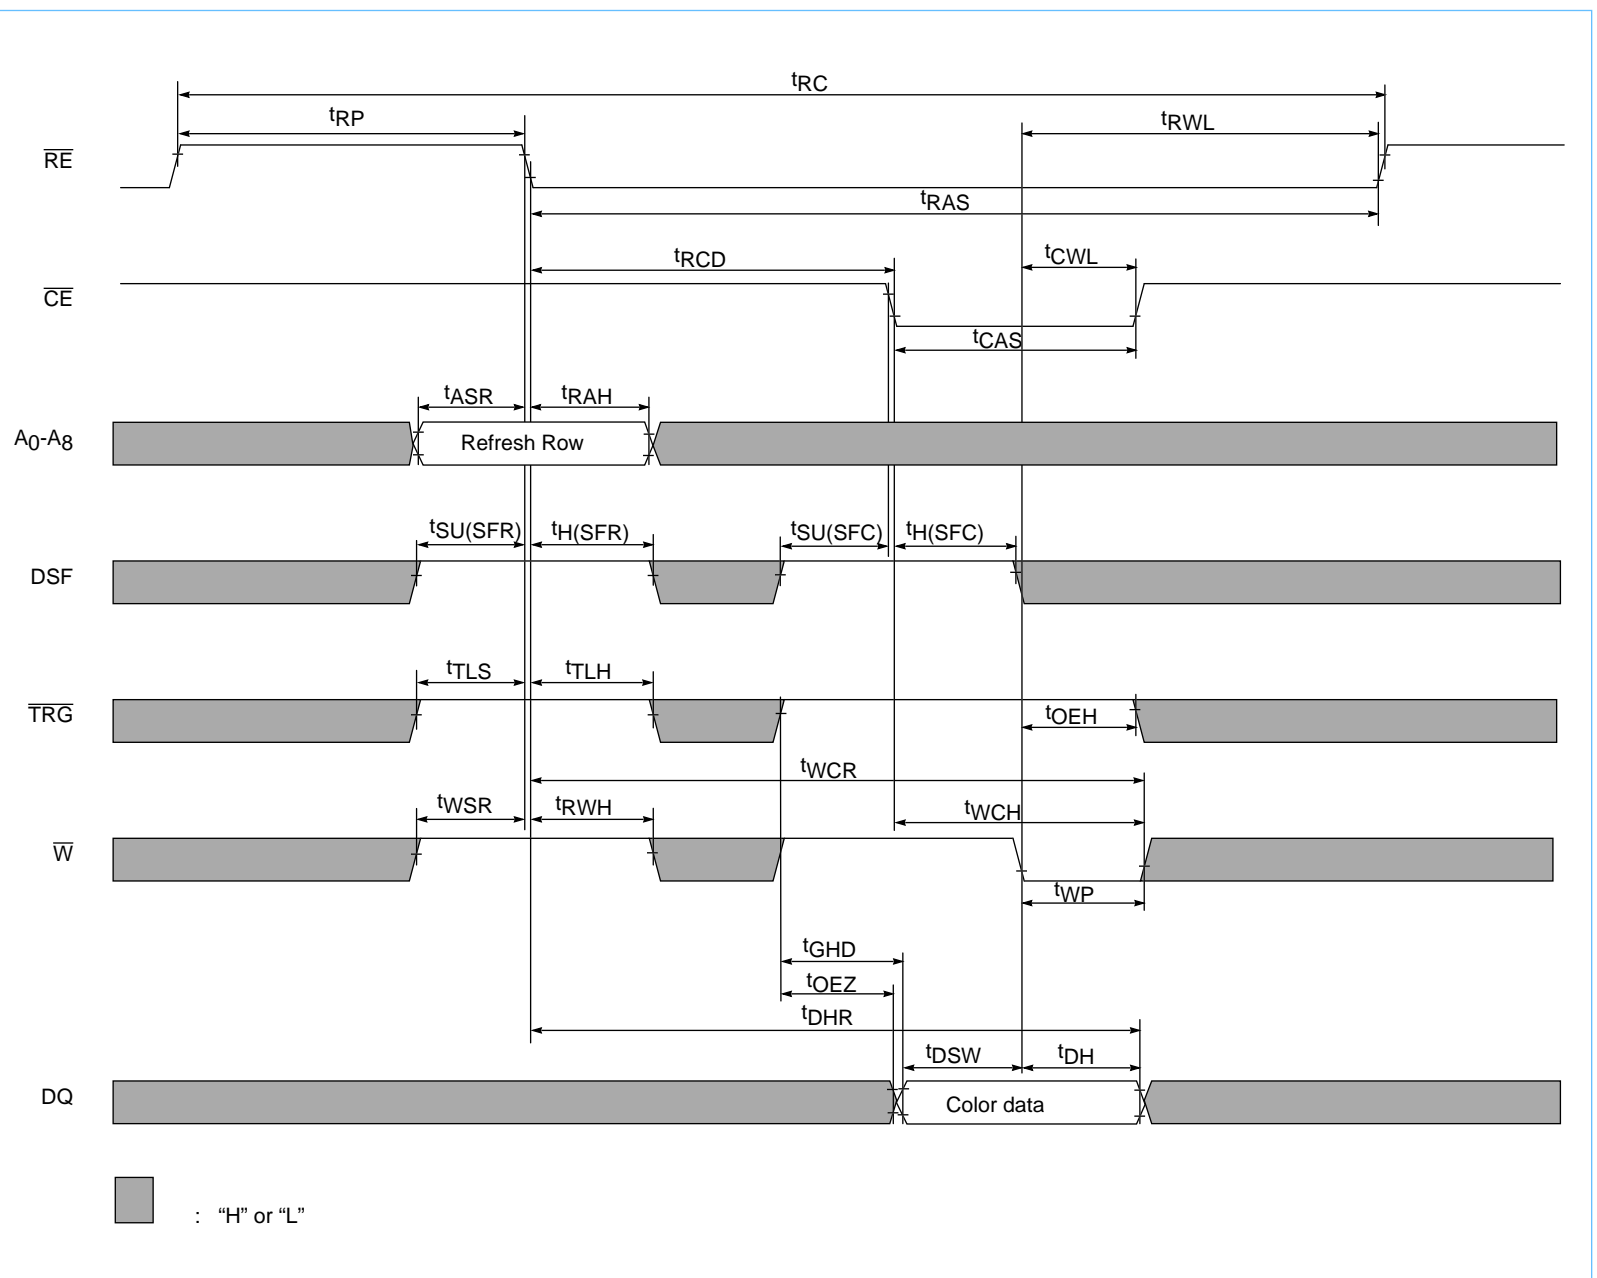 tRC
tRP
tRWL
RE
tRAS
tRCD
tCWL
CE
tCAS
tASR
tRAH
A0-A8
Refresh Row
tSU(SFR)
tH(SFR)
tSU(SFC)
tH(SFC)
DSF
tTLS
tTLH
TRG
tOEH
tWCR
tWSR
tRWH
tWCH
W
tWP
tGHD
tOEZ
tDHR
tDSW
tDH
DQ
Color data
: “H” or “L”